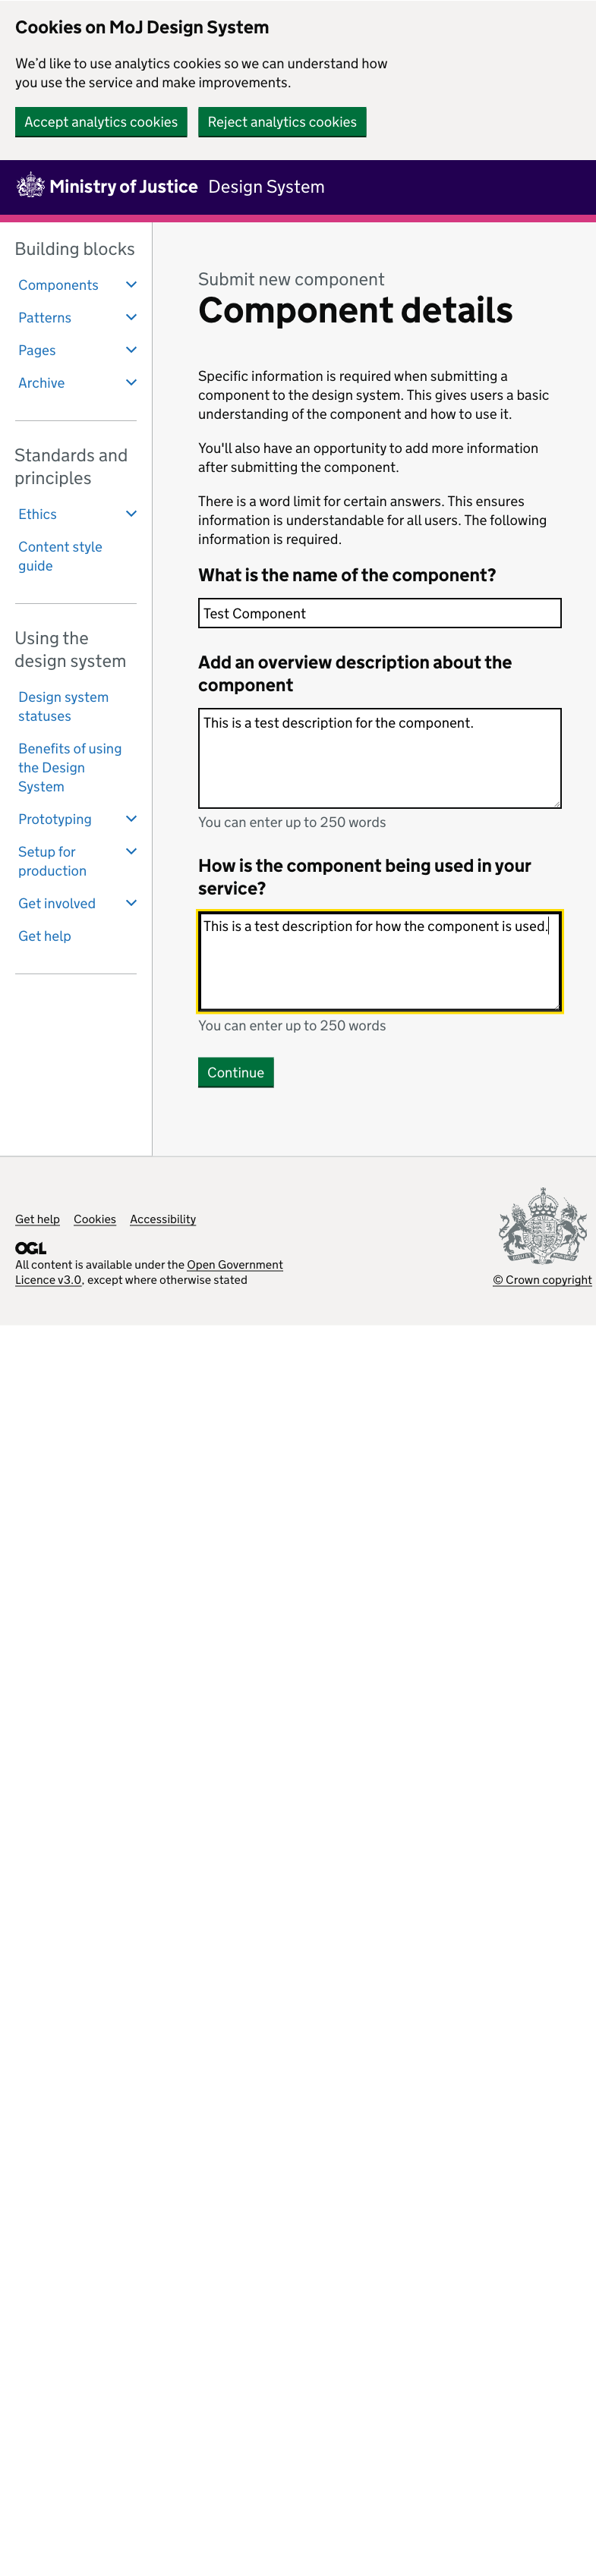 Cookies on MoJ Design System
We’d like to use analytics cookies so we can understand how
you use the service and make improvements.
Accept analytics cookies
Reject analytics cookies
Ministry of Justice Design System
Building blocks
Components
Patterns
Pages
Archive
Standards and
principles
Ethics
Content style
guide
Using the
design system
Design system
statuses
Benefits of using
the Design
System
Prototyping
Setup for
production
Get involved
Get help
Submit new component
Component details
Specific information is required when submitting a
component to the design system. This gives users a basic
understanding of the component and how to use it.
You'll also have an opportunity to add more information
after submitting the component.
There is a word limit for certain answers. This ensures
information is understandable for all users. The following
information is required.
What is the name of the component?
Test Component
Add an overview description about the
component
This is a test description for the component.
You can enter up to 250 words
How is the component being used in your
service?
This is a test description for how the component is used.
You can enter up to 250 words
Continue
Get help Cookies Accessibility
OGL
All content is available under the Open Government
Licence v3.0, except where otherwise stated
© Crown copyright